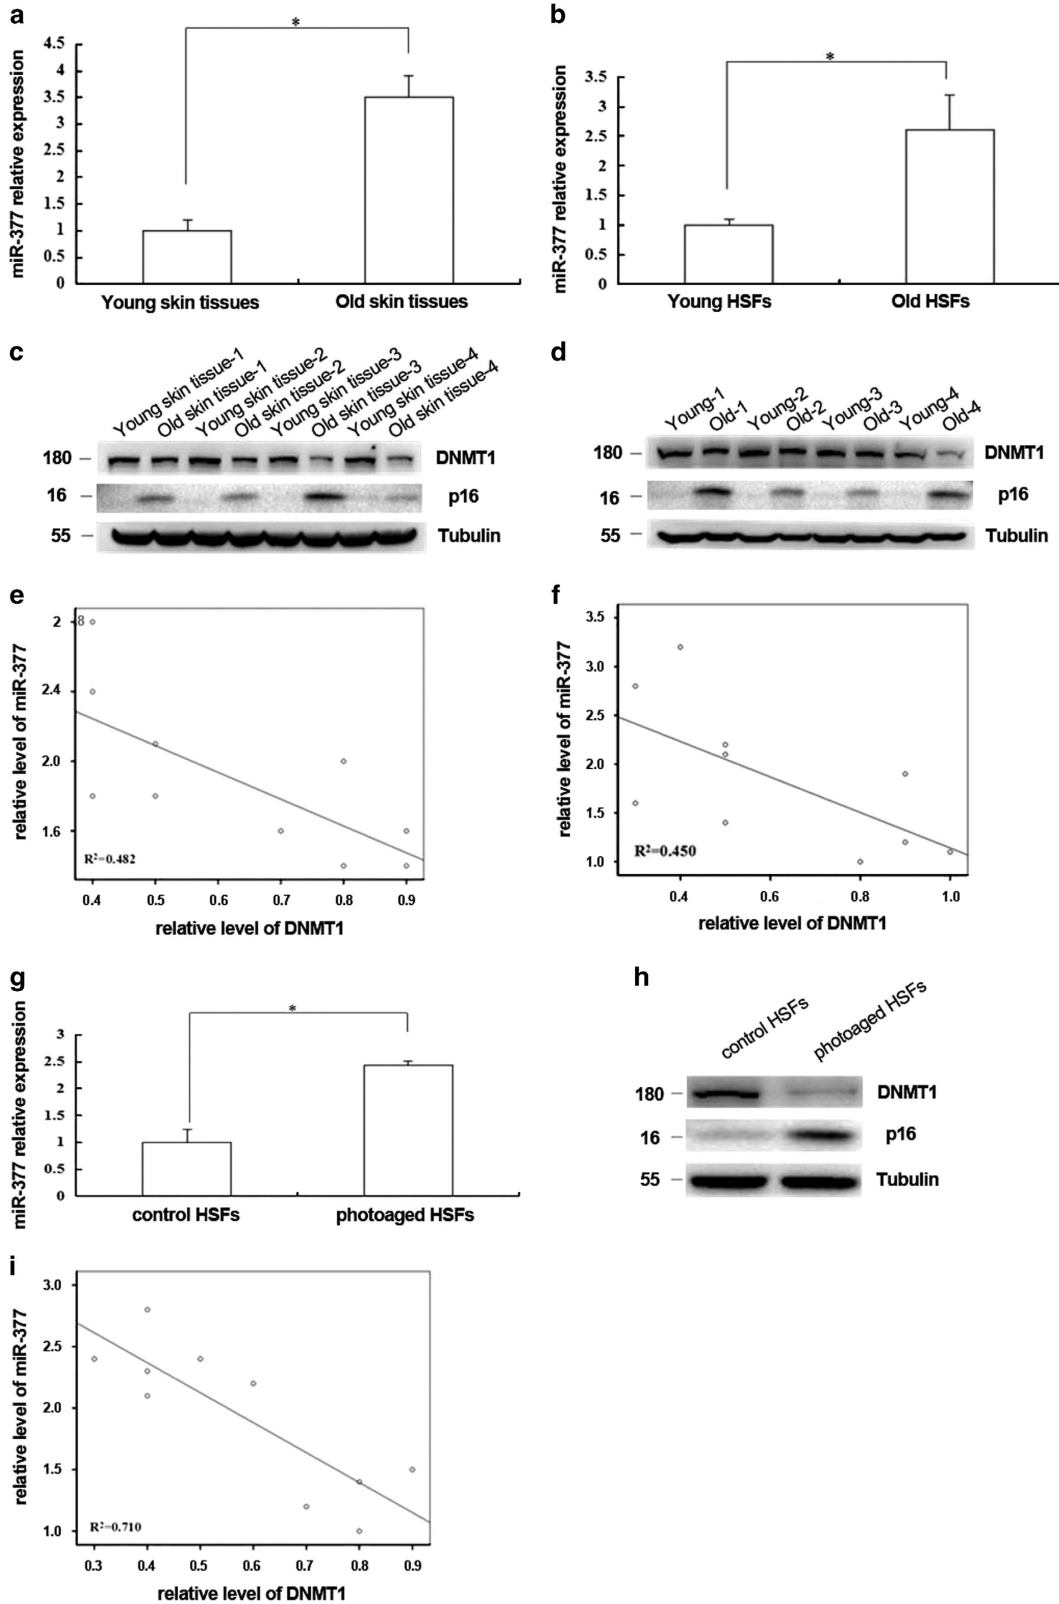 a
*
miR-377 relative expression
4.5
4
3.5
3
2.5
2
1.5
1
0.5
0
Young skin tissues
Old skin tissues
b
*
miR-377 relative expression
3.5
3
2.5
2
1.5
1
0.5
0
Young HSFs
Old HSFs
c
Young skin tissue-1
Old skin tissue-1
Young skin tissue-2
Old skin tissue-2
Young skin tissue-3
Old skin tissue-3
Young skin tissue-4
Old skin tissue-4
180
DNMT1
16
p16
55
Tubulin
d
Young-1
Old-1
Young-2
Old-2
Young-3
Old-3
Young-4
Old-4
180
DNMT1
16
p16
55
Tubulin
e
relative level of miR-377
2 8
2.4
2.0
1.6
R²=0.482
0.4 0.5 0.6 0.7 0.8 0.9
relative level of DNMT1
f
relative level of miR-377
3.5
3.0
2.5
2.0
1.5
1.0
R²=0.450
0.4 0.6 0.8 1.0
relative level of DNMT1
g
*
miR-377 relative expression
3
2.5
2
1.5
1
0.5
0
control HSFs
photoaged HSFs
h
control HSFs
photoaged HSFs
180
DNMT1
16
p16
55
Tubulin
i
relative level of miR-377
3.0
2.5
2.0
1.5
1.0
R²=0.710
0.3 0.4 0.5 0.6 0.7 0.8 0.9
relative level of DNMT1